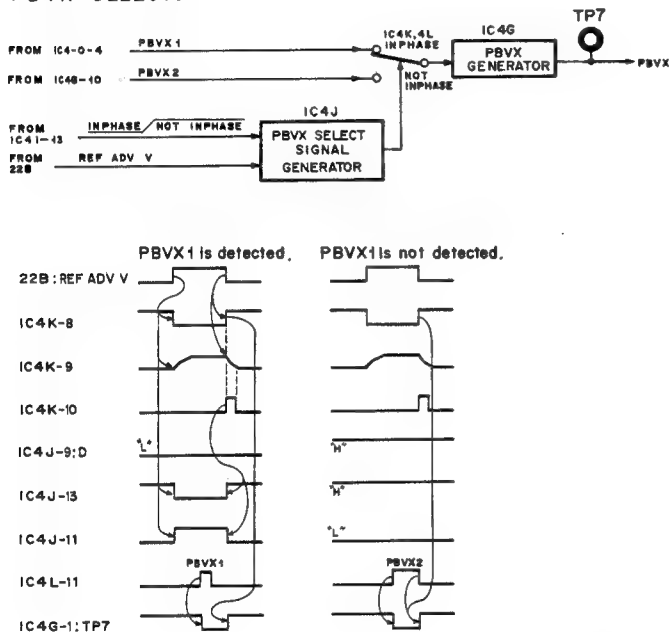 TP7
IC4G
IC4K, 4L
INPHASE
FROM IC4-O-4
PBVX 1
PBVX
GENERATOR
PBVX
NOT
INPHASE
FROM IC4B-10
PBVX2
IC4J
FROM
IC41-13
INPHASE / NOT INPHASE
PBVX SELECT
SIGNAL
GENERATOR
FROM
22B
REF ADV V
PBVX1 is detected.
PBVX1 is not detected.
22B : REF ADV V
IC4K-8
IC4K-9
IC4K-10
IC4J-9:D
"L"
"H"
IC4J-13
"H"
IC4J-11
"L"
PBVX1
PBVX2
IC4L-11
IC4G-1:TP7